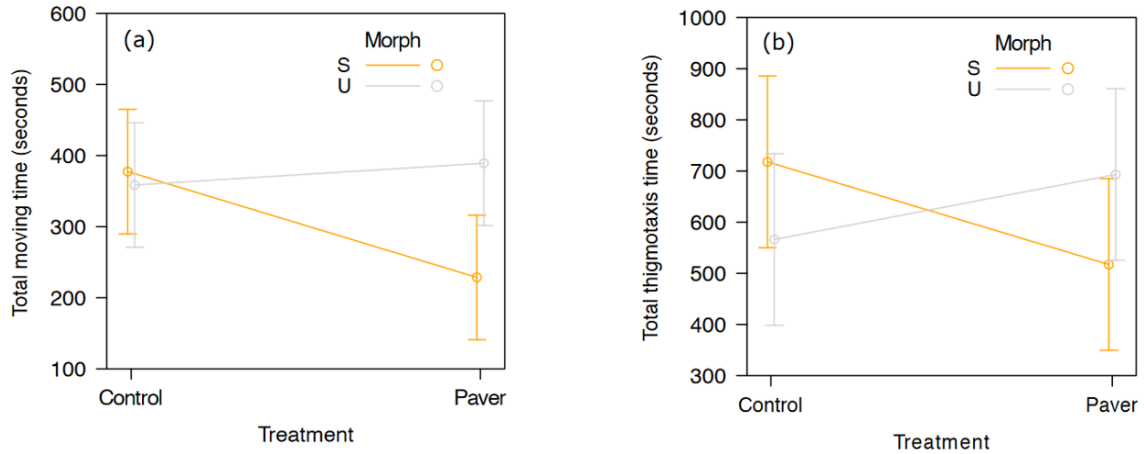 (a)
Morph
S
U
600
500
400
300
200
100
Total moving time (seconds)
Control
Paver
Treatment
(b)
Morph
S
U
1000
900
800
700
600
500
400
300
Total thigmotaxis time (seconds)
Control
Paver
Treatment